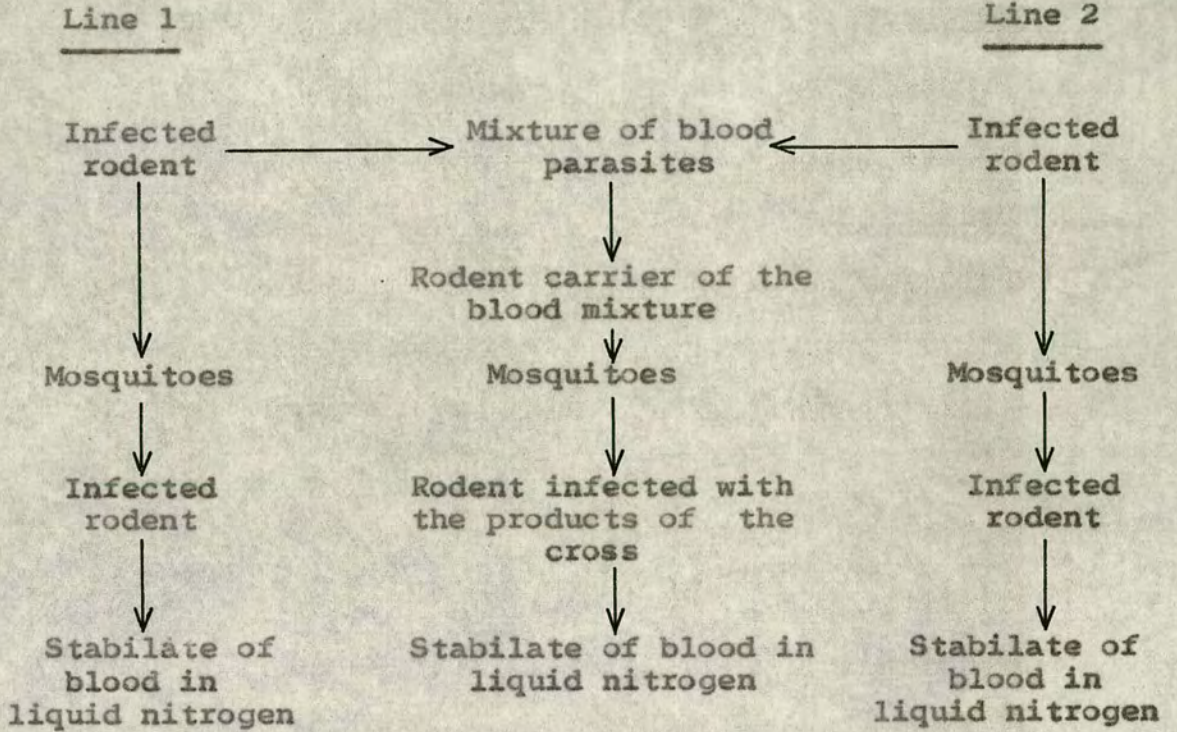 Line 1
Line 2
Infected
rodent
Mixture of blood
parasites
Infected
rodent
Rodent carrier of the
blood mixture
Mosquitoes
Mosquitoes
Mosquitoes
Infected
rodent
Rodent infected with
the products of the
cross
Infected
rodent
Stabilate of
blood in
liquid nitrogen
Stabilate of blood in
liquid nitrogen
Stabilate of
blood in
liquid nitrogen